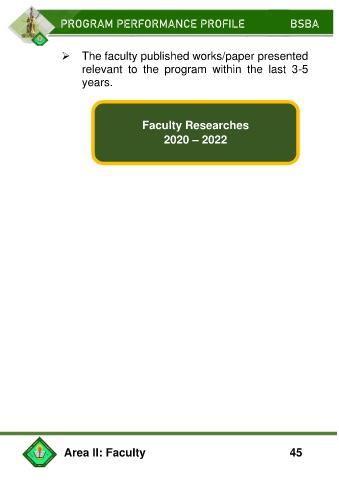 PROGRAM PERFORMANCE PROFILE BSBA
➢ The faculty published works/paper presented
relevant to the program within the last 3-5
years.
Faculty Researches
2020 – 2022
Area II: Faculty 45